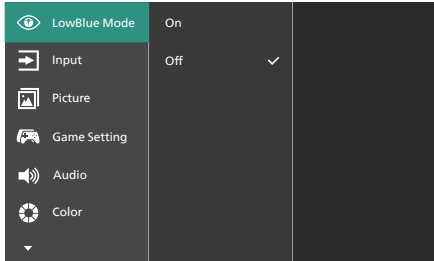 LowBlue Mode
On
Input
Off
Picture
Game Setting
Audio
Color